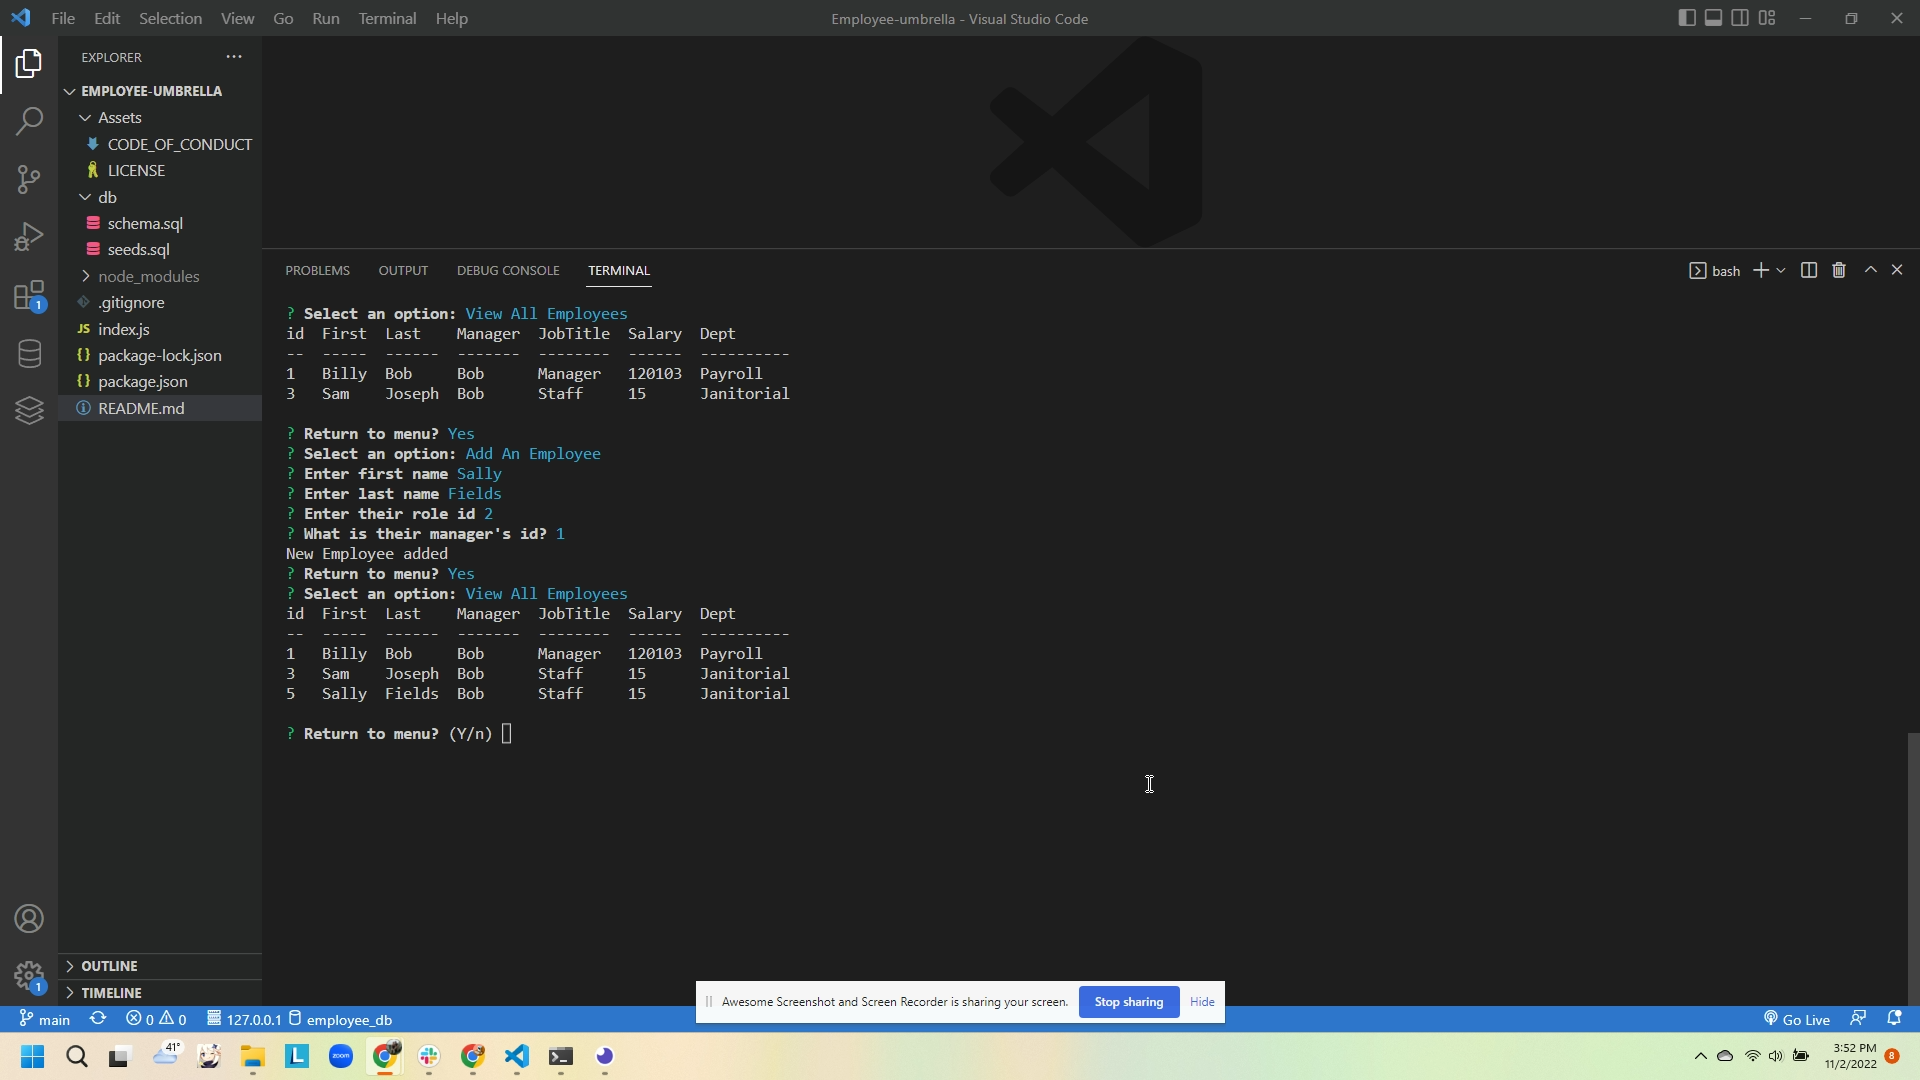 File Edit Selection View Go Run Terminal Help
Employee-umbrella - Visual Studio Code
EXPLORER
EMPLOYEE-UMBRELLA
Assets
CODE_OF_CONDUCT
LICENSE
db
schema.sql
seeds.sql
node_modules
.gitignore
JS index.js
{} package-lock.json
{} package.json
README.md
OUTLINE
TIMELINE
1
1
PROBLEMS OUTPUT DEBUG CONSOLE TERMINAL
bash
? Select an option: View All Employees
id First Last Manager JobTitle Salary Dept
-- ----- ------ ------- -------- ------ ----------
1 Billy Bob Bob Manager 120103 Payroll
3 Sam Joseph Bob Staff 15 Janitorial
? Return to menu? Yes
? Select an option: Add An Employee
? Enter first name Sally
? Enter last name Fields
? Enter their role id 2
? What is their manager's id? 1
New Employee added
? Return to menu? Yes
? Select an option: View All Employees
id First Last Manager JobTitle Salary Dept
-- ----- ------ ------- -------- ------ ----------
1 Billy Bob Bob Manager 120103 Payroll
3 Sam Joseph Bob Staff 15 Janitorial
5 Sally Fields Bob Staff 15 Janitorial
? Return to menu? (Y/n)
Awesome Screenshot and Screen Recorder is sharing your screen. Stop sharing Hide
main 0 0 127.0.0.1 employee_db
Go Live
41°
L
zoom
3:52 PM
11/2/2022
8